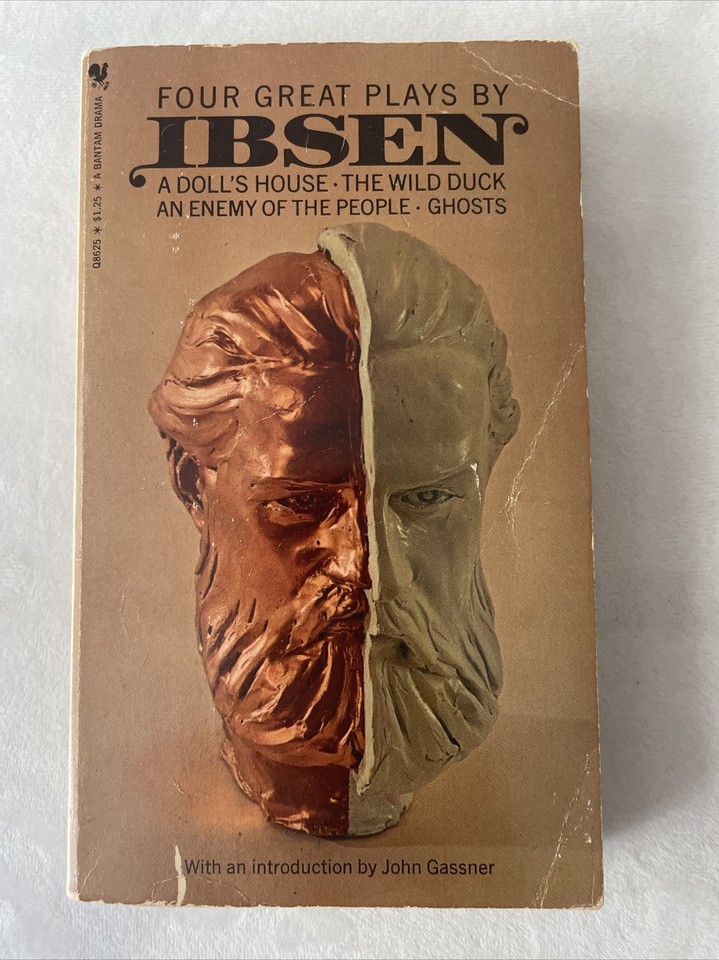 FOUR GREAT PLAYS BY
IBSEN
A DOLL'S HOUSE · THE WILD DUCK
AN ENEMY OF THE PEOPLE · GHOSTS
Q8625 * $1.25 * A BANTAM DRAMA
With an introduction by John Gassner